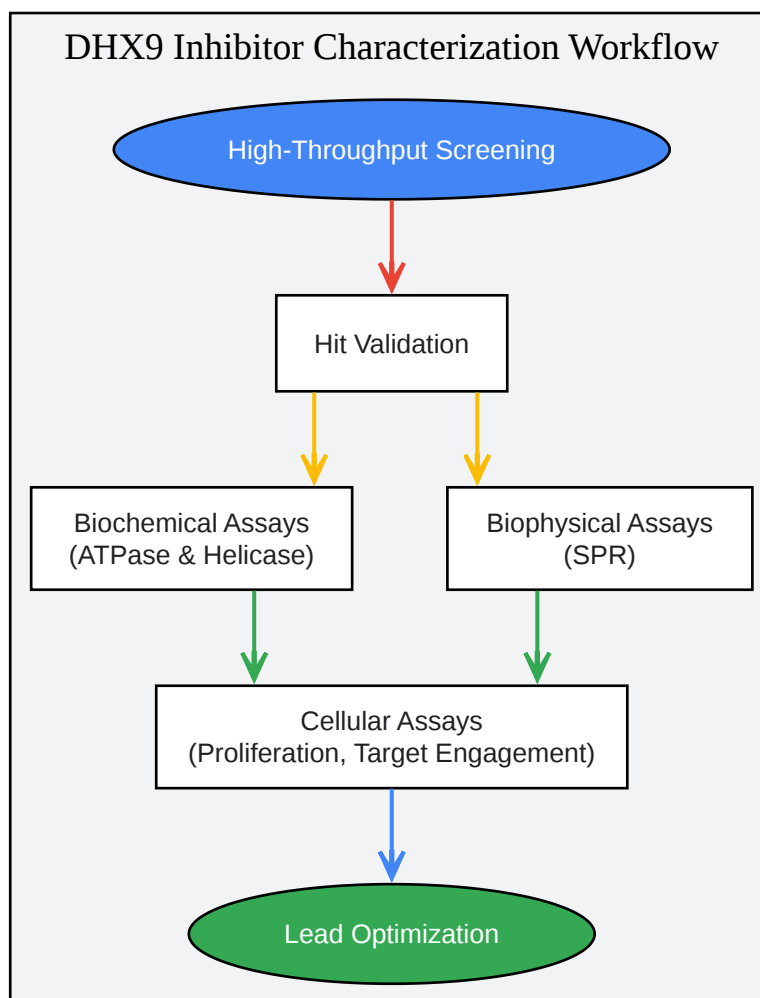 DHX9 Inhibitor Characterization Workflow
High-Throughput Screening
Hit Validation
Biochemical Assays
(ATPase & Helicase)
Biophysical Assays
(SPR)
Cellular Assays
(Proliferation, Target Engagement)
Lead Optimization